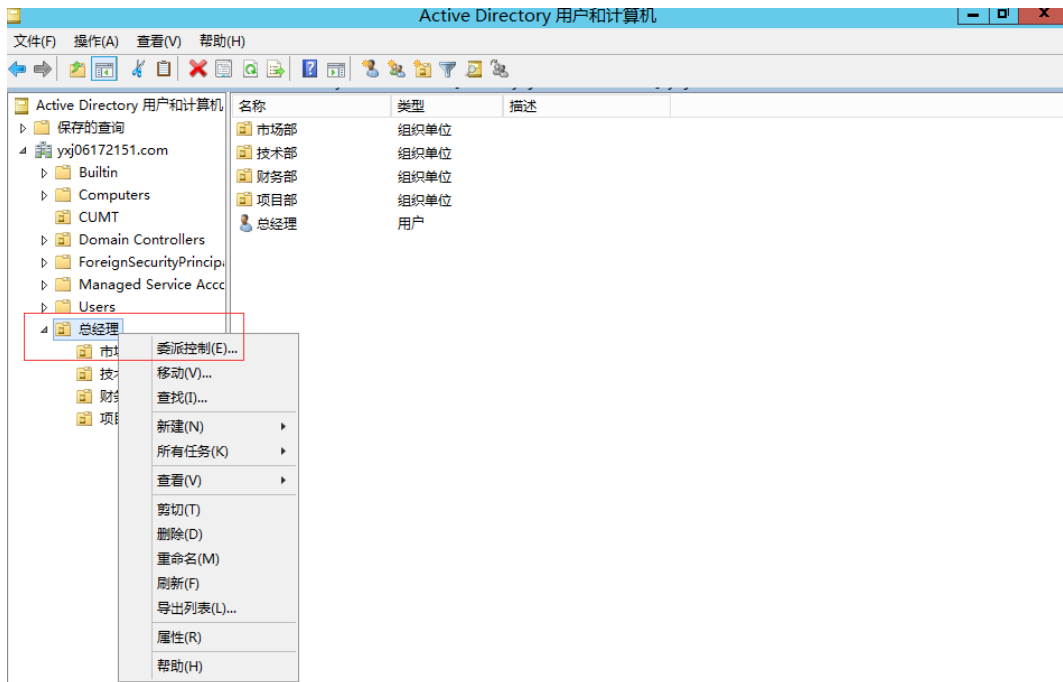 Active Directory 用户和计算机
文件(F) 操作(A) 查看(V) 帮助(H)
Active Directory 用户和计算机
保存的查询
yxj06172151.com
Builtin
Computers
CUMT
Domain Controllers
ForeignSecurityPrincip
Managed Service Acc
Users
总经理
市
技
财
项
名称 类型 描述
市场部 组织单位
技术部 组织单位
财务部 组织单位
项目部 组织单位
总经理 用户
委派控制(E)...
移动(V)...
查找(I)...
新建(N)
所有任务(K)
查看(V)
剪切(T)
删除(D)
重命名(M)
刷新(F)
导出列表(L)...
属性(R)
帮助(H)